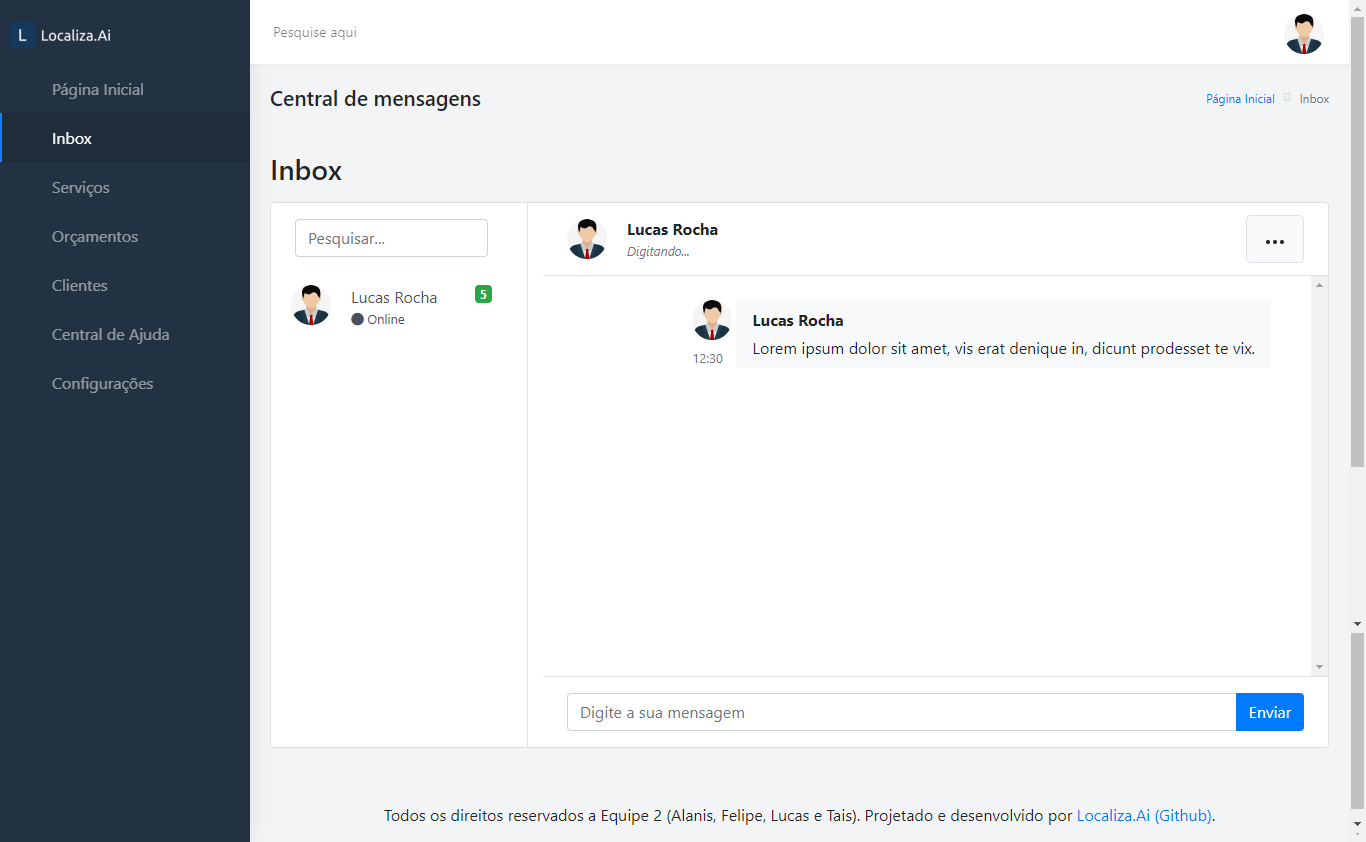 L Localiza.Ai
Pesquise aqui
Página Inicial
Inbox
Serviços
Orçamentos
Clientes
Central de Ajuda
Configurações
Central de mensagens
Página Inicial Inbox
Inbox
Pesquisar...
Lucas Rocha 5
Online
Lucas Rocha
Digitando...
...
Lucas Rocha
Lorem ipsum dolor sit amet, vis erat denique in, dicunt prodesset te vix.
12:30
Digite a sua mensagem Enviar
Todos os direitos reservados a Equipe 2 (Alanis, Felipe, Lucas e Tais). Projetado e desenvolvido por Localiza.Ai (Github).